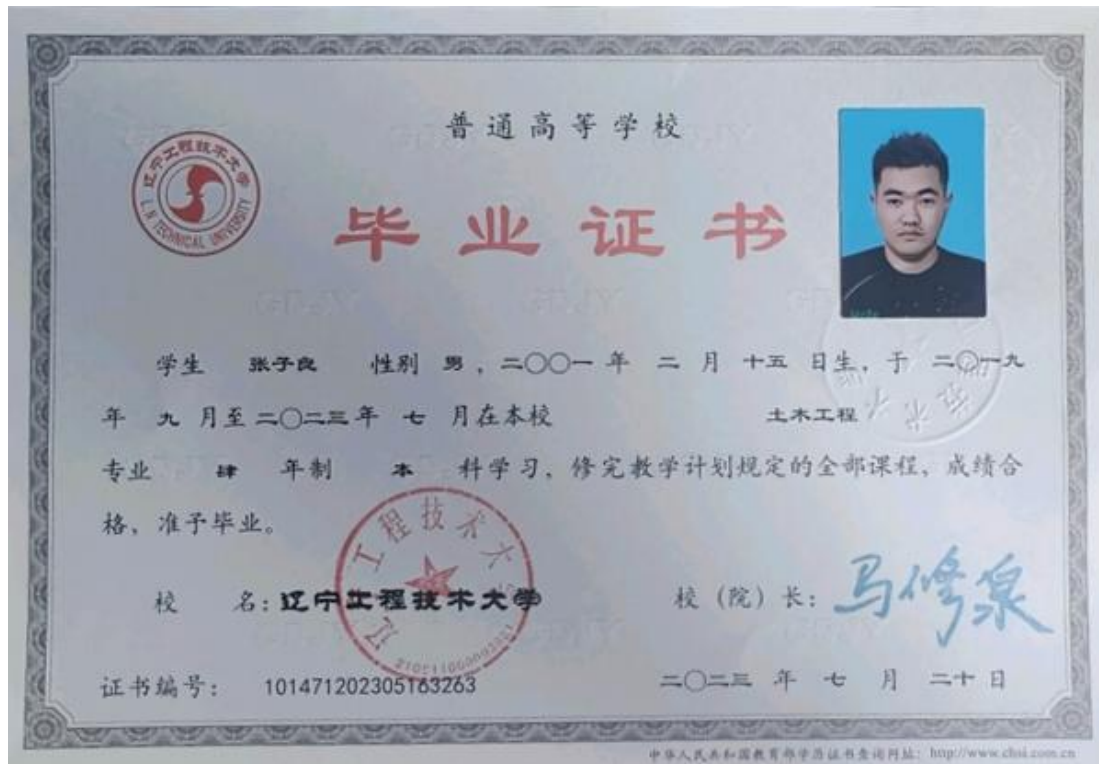 普通高等学校
辽宁工程技术大学
L.N TECHNICAL UNIVERSITY
毕业证书
学生 张子良 性别 男，二〇〇一 年 二 月 十五 日生，于 二〇一九
年 九 月至 二〇二三 年 七 月在本校 土木工程
专业 肆 年制 本 科学习，修完教学计划规定的全部课程，成绩合
格，准予毕业。
工程技术大
校 名：辽宁工程技术大学 校（院）长：马修泉
证书编号： 101471202305163263 二〇二三 年 七 月 二十 日
中华人民共和国教育部学历证书查询网址：http://www.chsi.com.cn